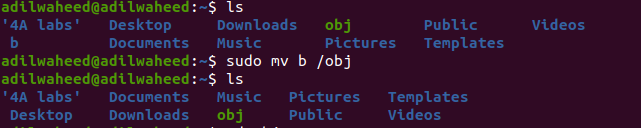 adilwaheed@adilwaheed:~$ ls
'4A labs' Desktop Downloads obj Public Videos
b Documents Music Pictures Templates
adilwaheed@adilwaheed:~$ sudo mv b /obj
adilwaheed@adilwaheed:~$ ls
'4A labs' Documents Music Pictures Templates
Desktop Downloads obj Public Videos